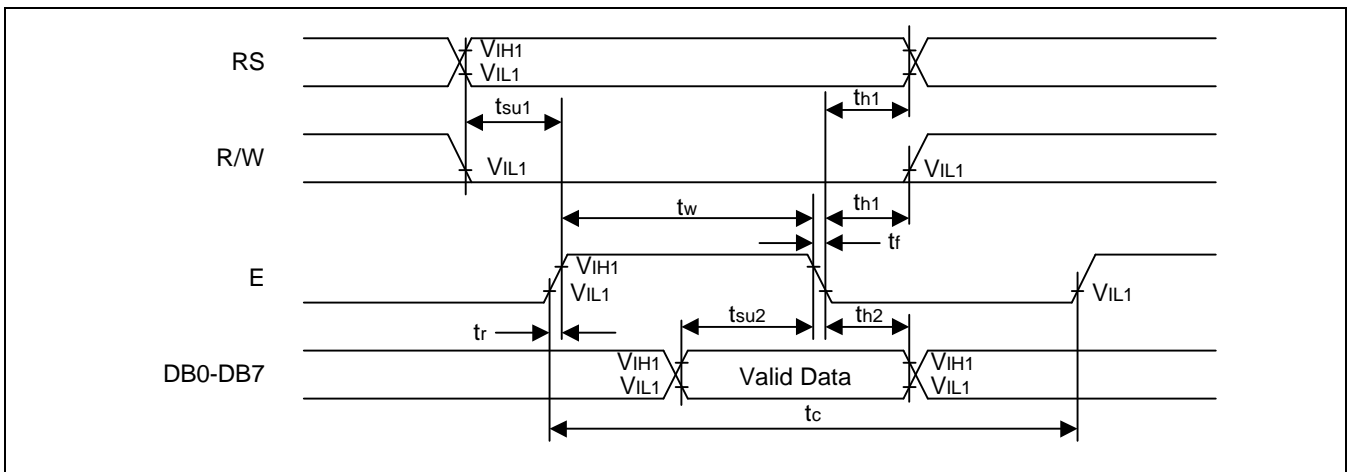 RS
VIH1
VIL1
tsu1
th1
R/W
VIL1
VIL1
tw
th1
tf
E
VIH1
VIL1
VIL1
tr
tsu2
th2
DB0-DB7
VIH1
VIL1
Valid Data
VIH1
VIL1
tc